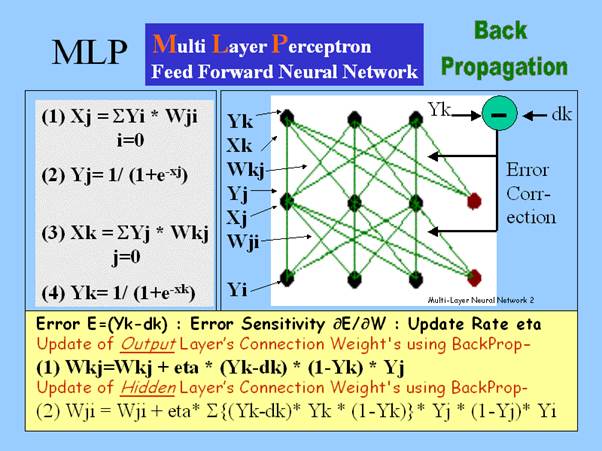 MLP
Multi Layer Perceptron
Feed Forward Neural Network
Back
Propagation
(1) Xj = ΣYi * Wji
i=0
(2) Yj= 1/ (1+e-xj)
(3) Xk = ΣYj * Wkj
j=0
(4) Yk= 1/ (1+e-xk)
Yk
Xk
Wkj
Yj
Xj
Wji
Yi
Yk
−
dk
Error
Corr-
ection
Multi-Layer Neural Network 2
Error E=(Yk-dk) : Error Sensitivity ∂E/∂W : Update Rate eta
Update of Output Layer's Connection Weight's using BackProp-
(1) Wkj=Wkj + eta * (Yk-dk) * (1-Yk) * Yj
Update of Hidden Layer's Connection Weight's using BackProp-
(2) Wji = Wji + eta* Σ{(Yk-dk)* Yk * (1-Yk)}* Yj * (1-Yj)* Yi